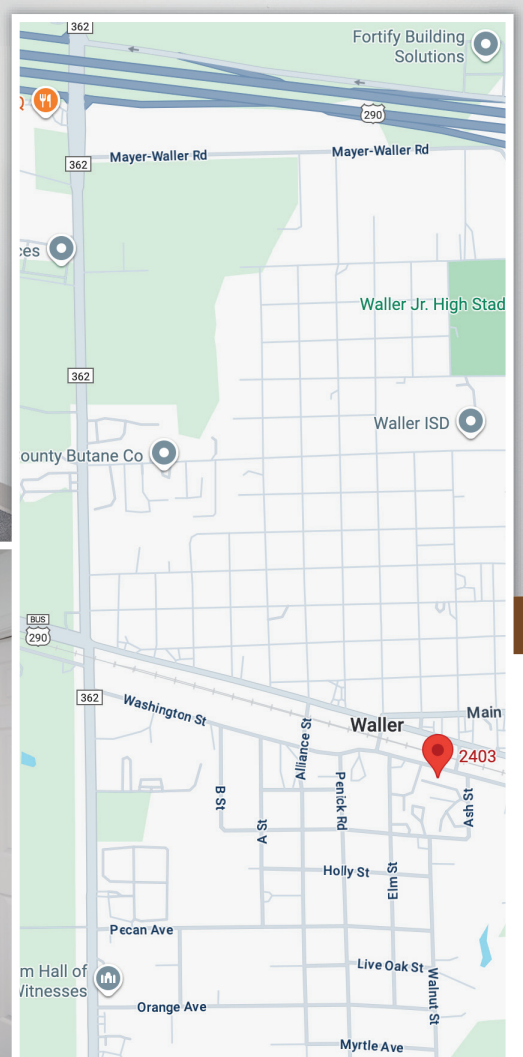 362
Fortify Building
Solutions
290
Mayer-Waller Rd
Mayer-Waller Rd
362
ces
Waller Jr. High Stad
362
Waller ISD
ounty Butane Co
BUS
290
362
Washington St
Alliance St
Waller
Main
2403
B St
A St
Penick Rd
Ash St
Holly St
Elm St
Pecan Ave
m Hall of
Witnesses
Live Oak St
Walnut St
Orange Ave
Myrtle Ave